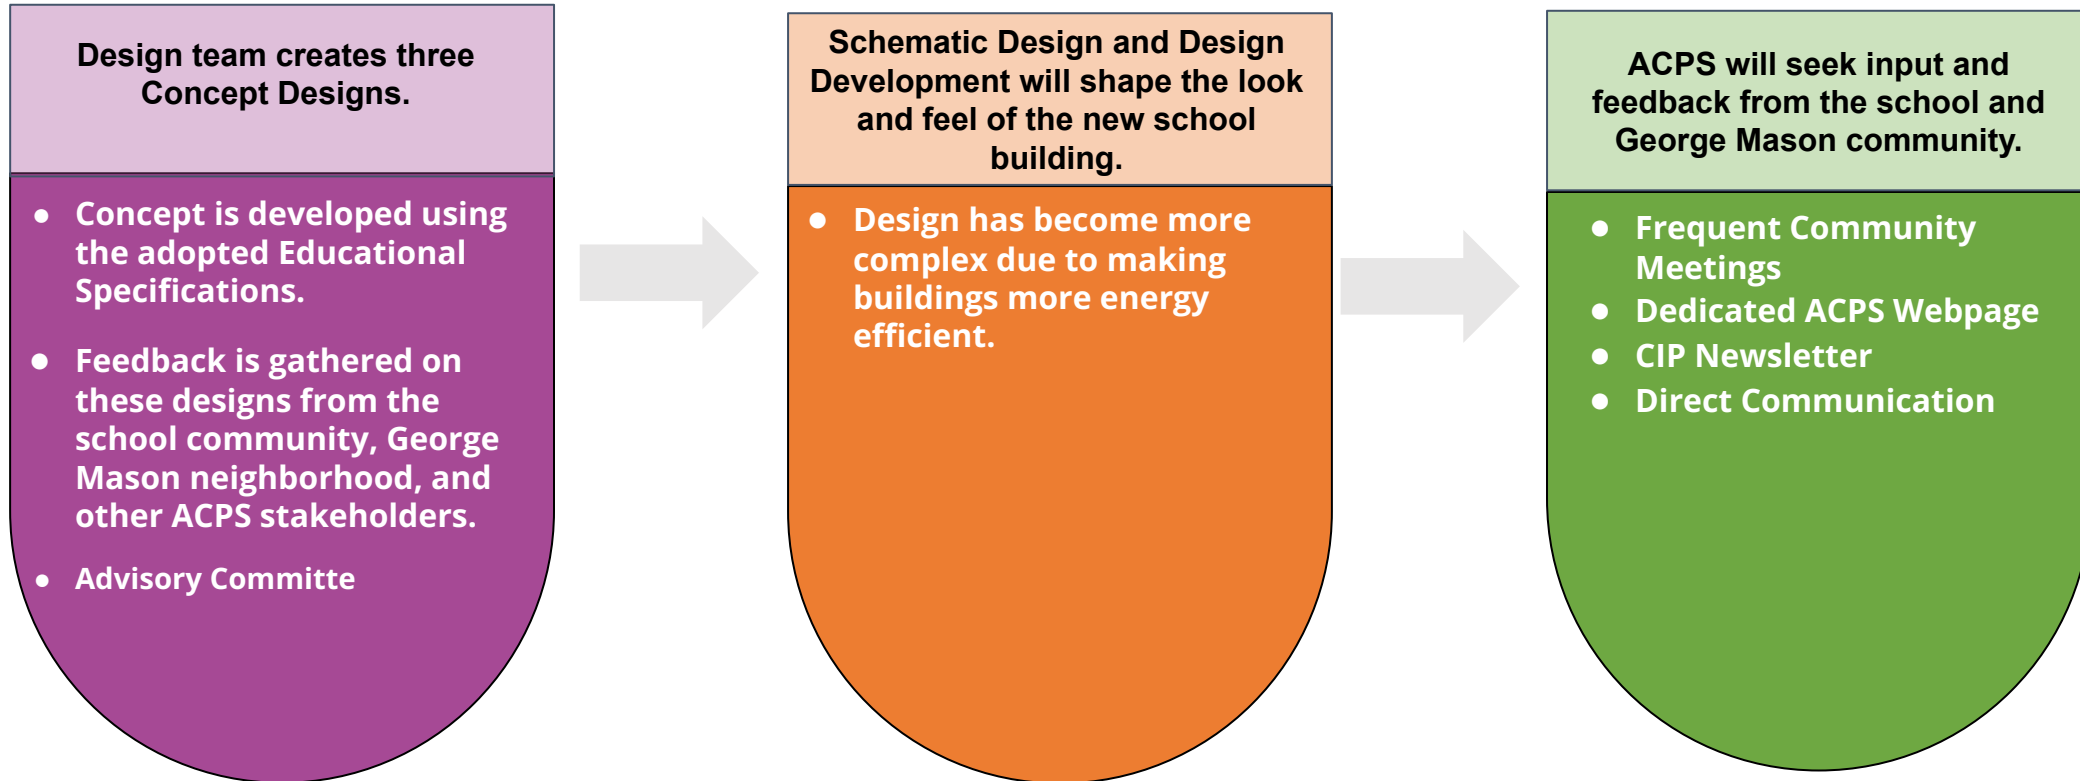 Design team creates three
Concept Designs.
● Concept is developed using
the adopted Educational
Specifications.
● Feedback is gathered on
these designs from the
school community, George
Mason neighborhood, and
other ACPS stakeholders.
● Advisory Committe
Schematic Design and Design
Development will shape the look
and feel of the new school
building.
● Design has become more
complex due to making
buildings more energy
efficient.
ACPS will seek input and
feedback from the school and
George Mason community.
● Frequent Community
Meetings
● Dedicated ACPS Webpage
● CIP Newsletter
● Direct Communication